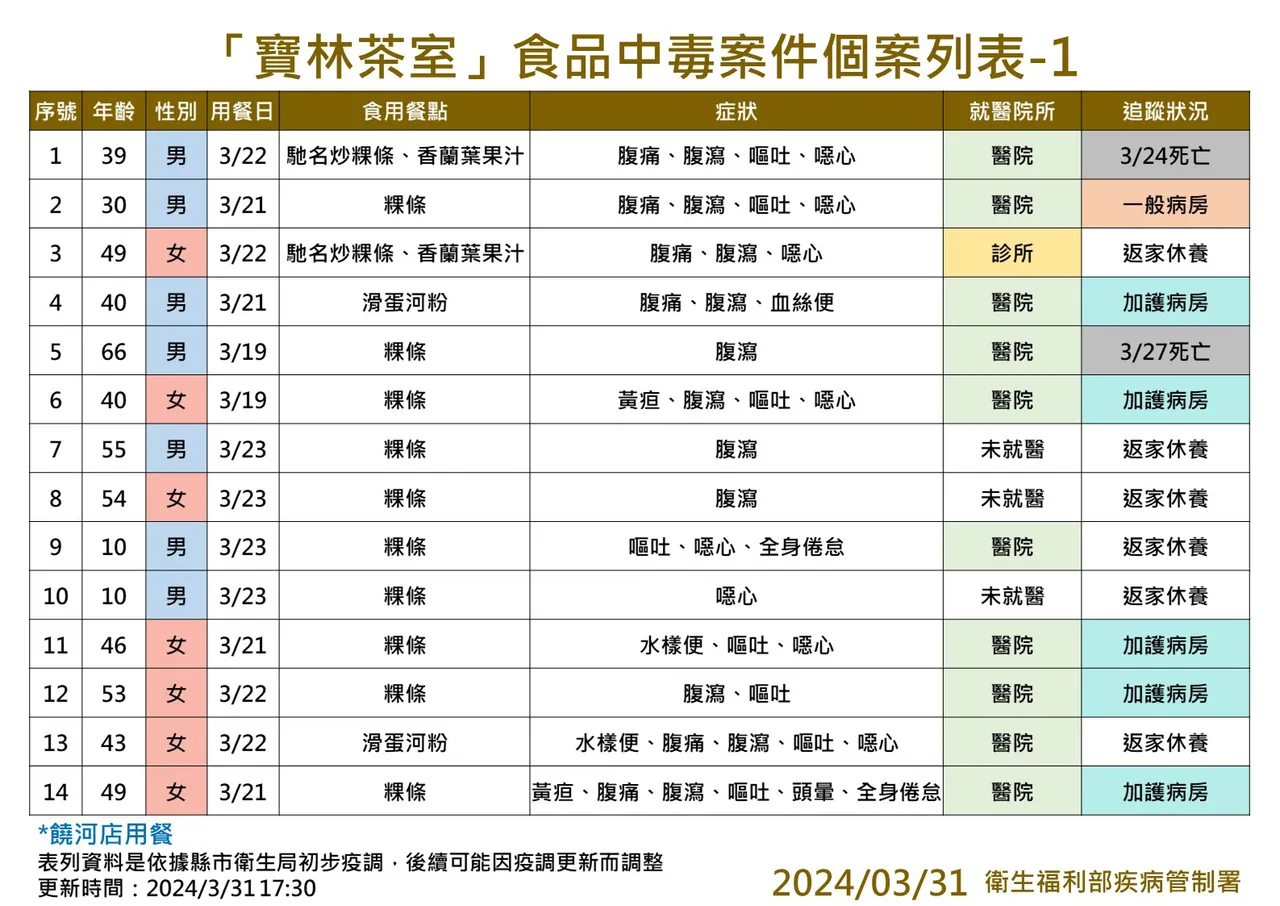 「寶林茶室」食品中毒案件個案列表-1
序號 年齡 性別 用餐日 食用餐點 症狀 就醫院所 追蹤狀況
1 39 男 3/22 馳名炒粿條、香蘭葉果汁 腹痛、腹瀉、嘔吐、噁心 醫院 3/24死亡
2 30 男 3/21 粿條 腹痛、腹瀉、嘔吐、噁心 醫院 一般病房
3 49 女 3/22 馳名炒粿條、香蘭葉果汁 腹痛、腹瀉、噁心 診所 返家休養
4 40 男 3/21 滑蛋河粉 腹痛、腹瀉、血絲便 醫院 加護病房
5 66 男 3/19 粿條 腹瀉 醫院 3/27死亡
6 40 女 3/19 粿條 黃疸、腹瀉、嘔吐、噁心 醫院 加護病房
7 55 男 3/23 粿條 腹瀉 未就醫 返家休養
8 54 女 3/23 粿條 腹瀉 未就醫 返家休養
9 10 男 3/23 粿條 嘔吐、噁心、全身倦怠 醫院 返家休養
10 10 男 3/23 粿條 噁心 未就醫 返家休養
11 46 女 3/21 粿條 水樣便、嘔吐、噁心 醫院 加護病房
12 53 女 3/22 粿條 腹瀉、嘔吐 醫院 加護病房
13 43 女 3/22 滑蛋河粉 水樣便、腹痛、腹瀉、嘔吐、噁心 醫院 返家休養
14 49 女 3/21 粿條 黃疸、腹痛、腹瀉、嘔吐、頭暈、全身倦怠 醫院 加護病房
*饒河店用餐
表列資料是依據縣市衛生局初步疫調，後續可能因疫調更新而調整
更新時間：2024/3/31 17:30
2024/03/31 衛生福利部疾病管制署